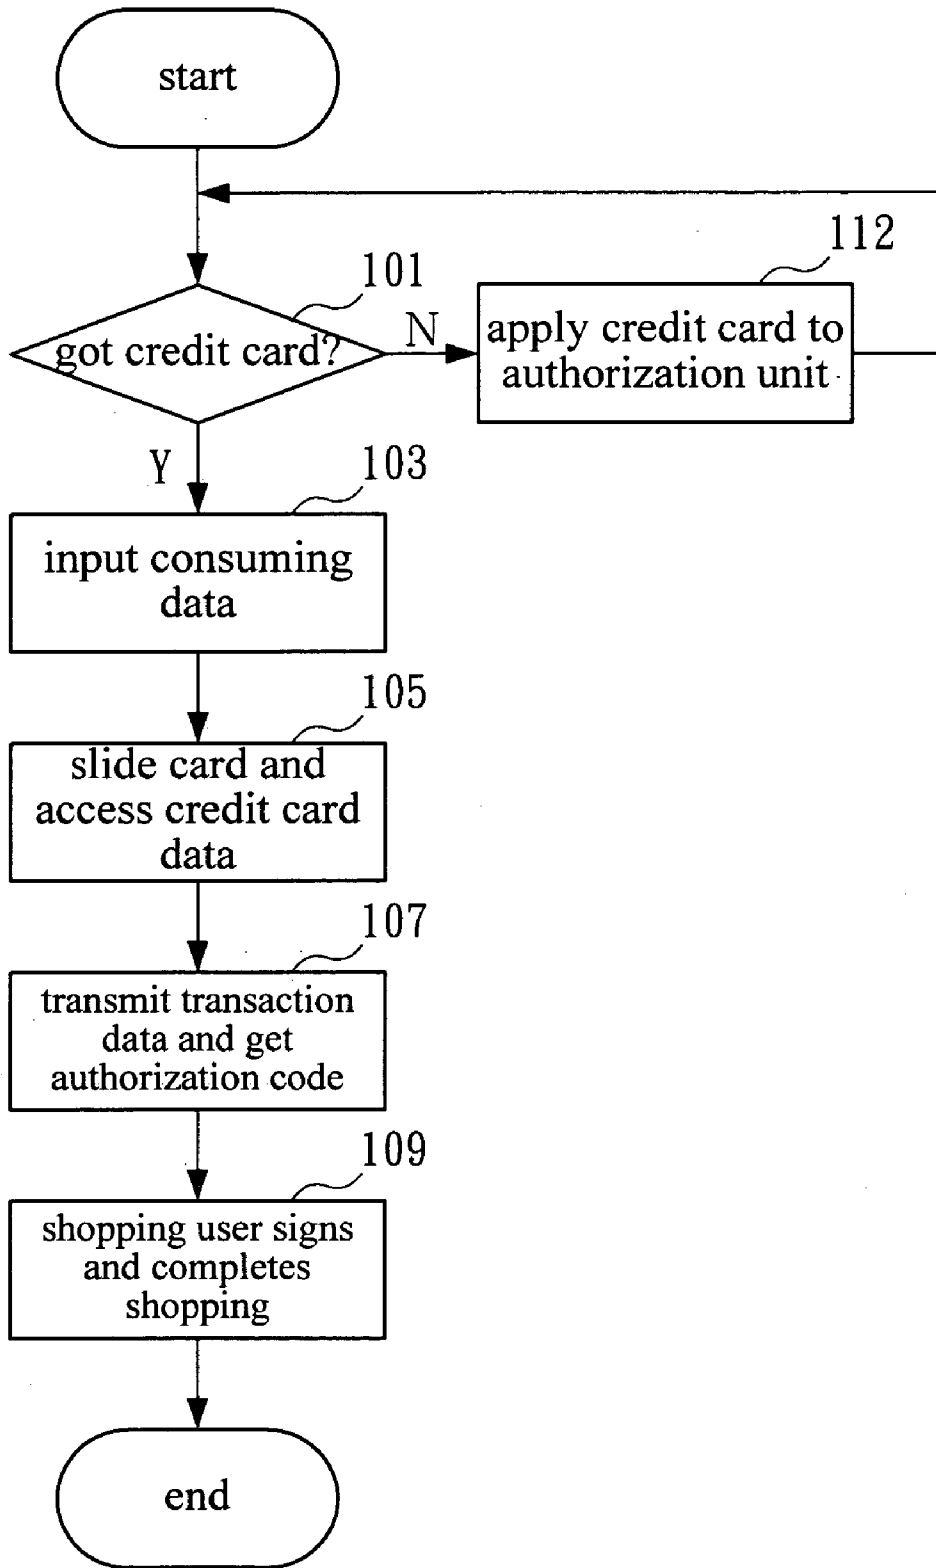 start
112
101
N
apply credit card to
authorization unit
got credit card?
Y
103
input consuming
data
105
slide card and
access credit card
data
107
transmit transaction
data and get
authorization code
109
shopping user signs
and completes
shopping
end